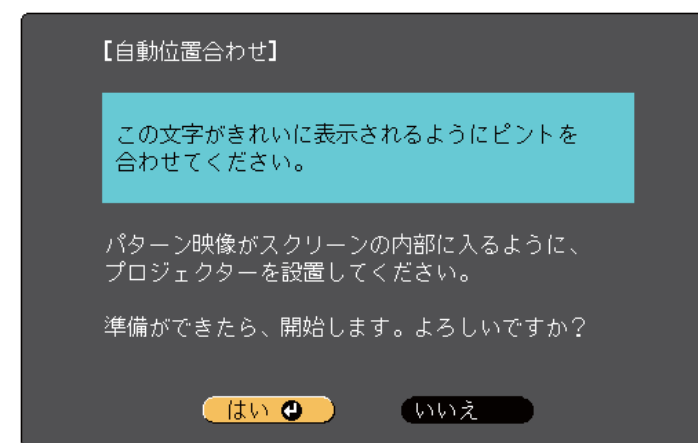 【自動位置合わせ】
この文字がきれいに表示されるようにピントを
合わせてください。
パターン映像がスクリーンの内部に入るように、
プロジェクターを設置してください。
準備ができたら、開始します。よろしいですか？
はい
いいえ